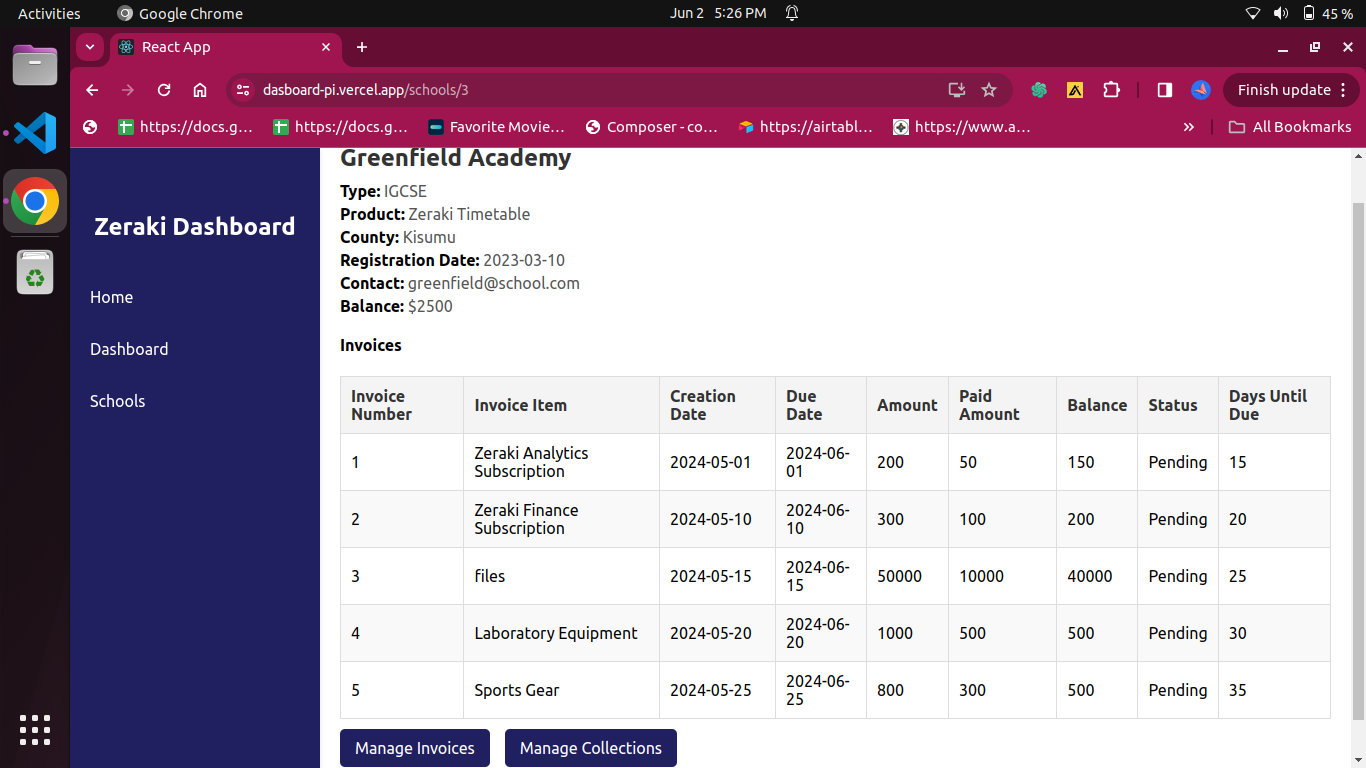 Activities
Google Chrome
Jun 2 5:26 PM
45 %
React App
dasboard-pi.vercel.app/schools/3
Finish update
https://docs.g…
https://docs.g…
Favorite Movie…
Composer - co…
https://airtabl…
https://www.a…
»
All Bookmarks
Zeraki Dashboard
Home
Dashboard
Schools
Greenfield Academy
Type: IGCSE
Product: Zeraki Timetable
County: Kisumu
Registration Date: 2023-03-10
Contact: greenfield@school.com
Balance: $2500
Invoices
Invoice Number Invoice Item Creation Date Due Date Amount Paid Amount Balance Status Days Until Due
1 Zeraki Analytics Subscription 2024-05-01 2024-06-01 200 50 150 Pending 15
2 Zeraki Finance Subscription 2024-05-10 2024-06-10 300 100 200 Pending 20
3 files 2024-05-15 2024-06-15 50000 10000 40000 Pending 25
4 Laboratory Equipment 2024-05-20 2024-06-20 1000 500 500 Pending 30
5 Sports Gear 2024-05-25 2024-06-25 800 300 500 Pending 35
Manage Invoices
Manage Collections